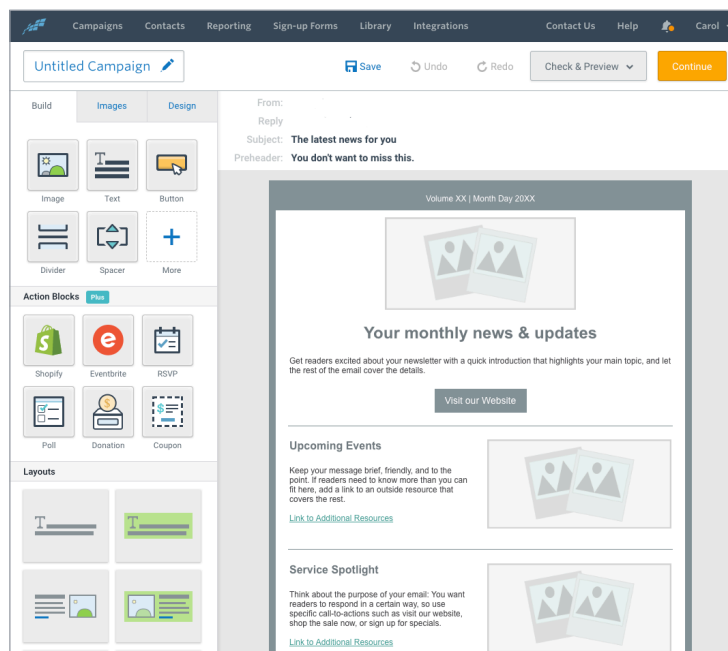 Campaigns Contacts Reporting Sign-up Forms Library Integrations Contact Us Help Carol
Untitled Campaign
Save Undo Redo Check & Preview Continue
Build Images Design
Image Text Button
Divider Spacer More
Action Blocks Plus
Shopify Eventbrite RSVP
Poll Donation Coupon
Layouts
From:
Reply
Subject: The latest news for you
Preheader: You don't want to miss this.
Volume XX | Month Day 20XX
Your monthly news & updates
Get readers excited about your newsletter with a quick introduction that highlights your main topic, and let
the rest of the email cover the details.
Visit our Website
Upcoming Events
Keep your message brief, friendly, and to the
point. If readers need to know more than you can
fit here, add a link to an outside resource that
covers the rest.
Link to Additional Resources
Service Spotlight
Think about the purpose of your email: You want
readers to respond in a certain way, so use
specific call-to-actions such as visit our website,
shop the sale now, or sign up for specials.
Link to Additional Resources